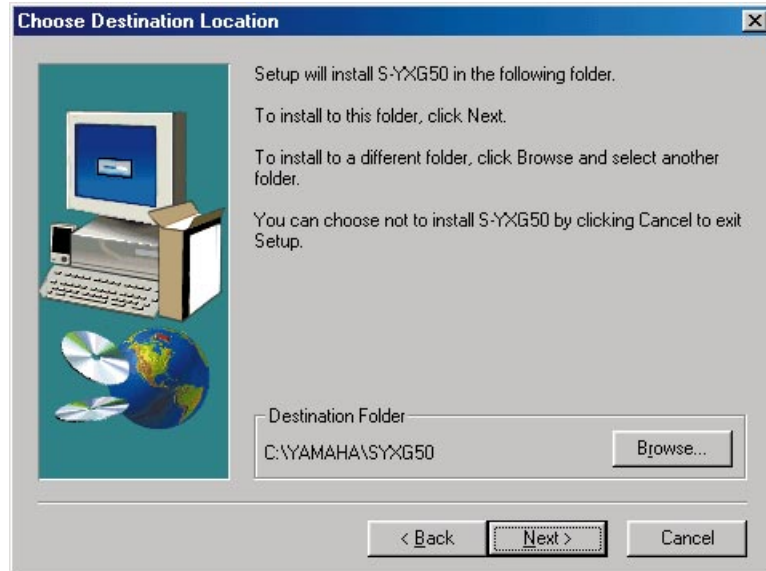 Choose Destination Location
Setup will install S-YXG50 in the following folder.
To install to this folder, click Next.
To install to a different folder, click Browse and select another
folder.
You can choose not to install S-YXG50 by clicking Cancel to exit
Setup.
Destination Folder
C:\YAMAHA\SYXG50
Browse...
< Back
Next >
Cancel